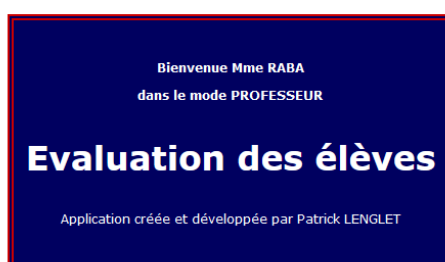 Bienvenue Mme RABA
dans le mode PROFESSEUR
Evaluation des élèves
Application créée et développée par Patrick LENGLET